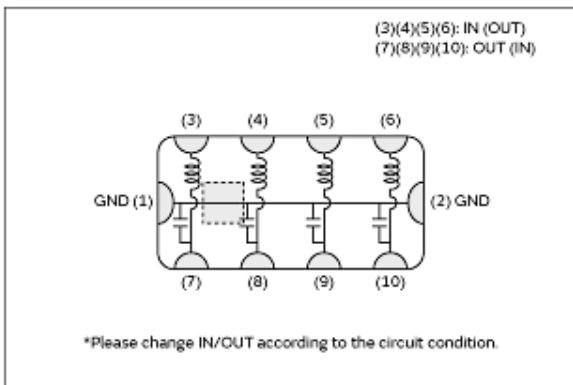 (3)(4)(5)(6): IN (OUT)
(7)(8)(9)(10): OUT (IN)
(3) (4) (5) (6)
GND (1) (2) GND
(7) (8) (9) (10)
*Please change IN/OUT according to the circuit condition.